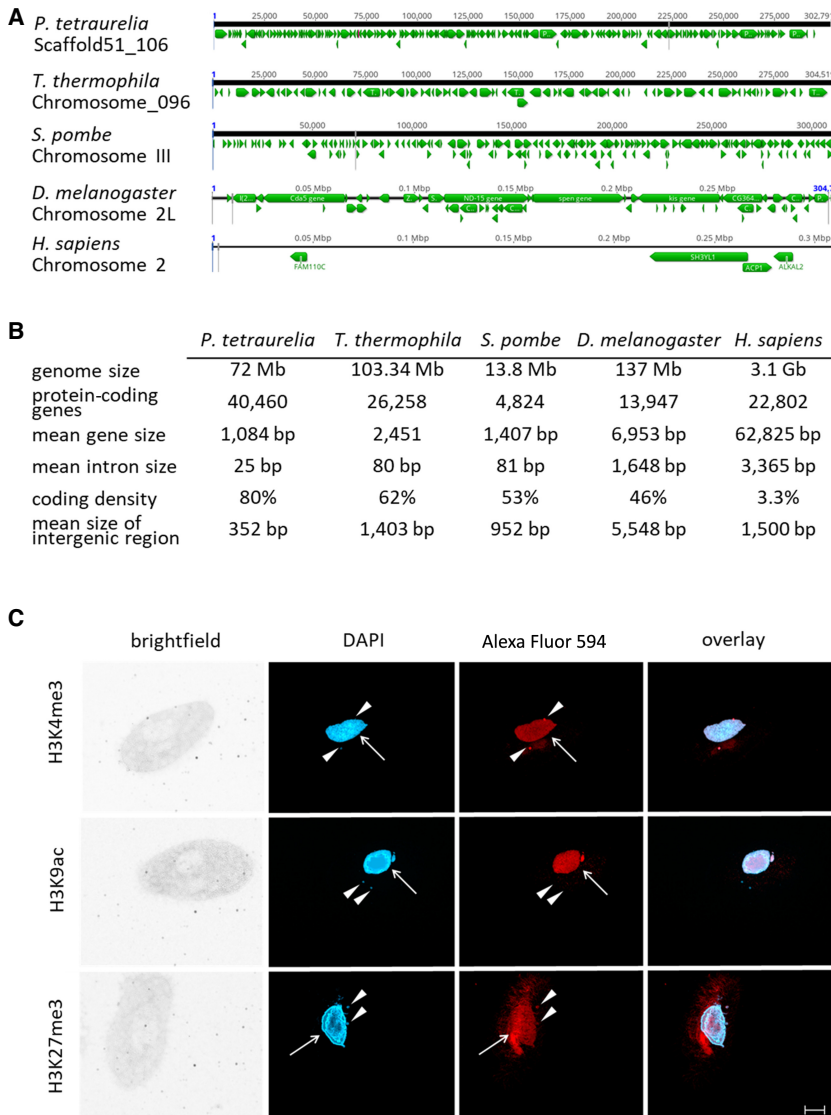 A
P. tetraurelia
Scaffold51_106
1 25,000 50,000 75,000 100,000 125,000 150,000 175,000 200,000 225,000 250,000 275,000 302,79
P... P... P...
T. thermophila
Chromosome_096
1 25,000 50,000 75,000 100,000 125,000 150,000 175,000 200,000 225,000 250,000 275,000 304,51
T... T... T...
S. pombe
Chromosome III
1 50,000 100,000 150,000 200,000 250,000 300,000
D. melanogaster
Chromosome 2L
1 0.05 Mbp 0.1 Mbp 0.15 Mbp 0.2 Mbp 0.25 Mbp 304,7
Cda5 gene Z... S... ND-15 gene spen gene kis gene CG364... C... P...
C... C... C...
H. sapiens
Chromosome 2
1 0.05 Mbp 0.1 Mbp 0.15 Mbp 0.2 Mbp 0.25 Mbp 0.3 Mbp
FAM110C SH3YL1 ACP1 ALKAL2
B
P. tetraurelia T. thermophila S. pombe D. melanogaster H. sapiens
genome size 72 Mb 103.34 Mb 13.8 Mb 137 Mb 3.1 Gb
protein-coding
genes 40,460 26,258 4,824 13,947 22,802
mean gene size 1,084 bp 2,451 1,407 bp 6,953 bp 62,825 bp
mean intron size 25 bp 80 bp 81 bp 1,648 bp 3,365 bp
coding density 80% 62% 53% 46% 3.3%
mean size of
intergenic region 352 bp 1,403 bp 952 bp 5,548 bp 1,500 bp
C
brightfield DAPI Alexa Fluor 594 overlay
H3K4me3
H3K9ac
H3K27me3